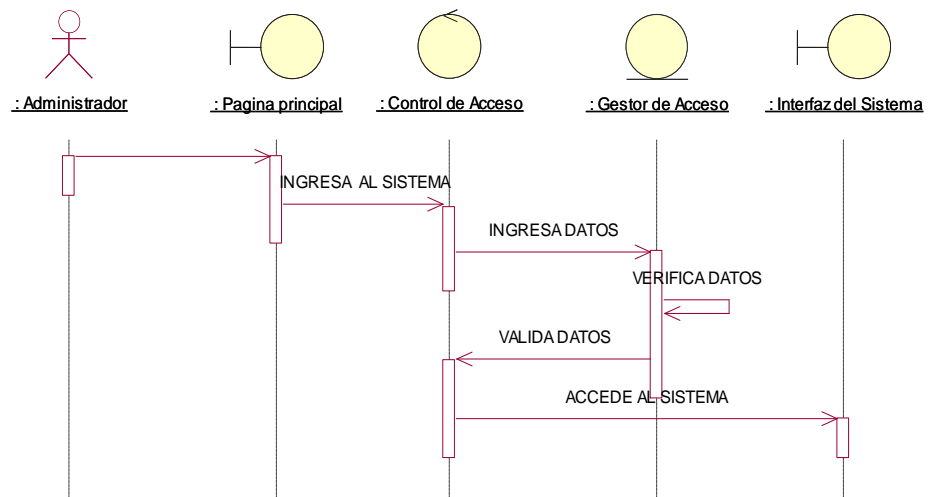 : Administrador
: Pagina principal
: Control de Acceso
: Gestor de Acceso
: Interfaz del Sistema
INGRESA AL SISTEMA
INGRESA DATOS
VERIFICA DATOS
VALIDA DATOS
ACCEDE AL SISTEMA